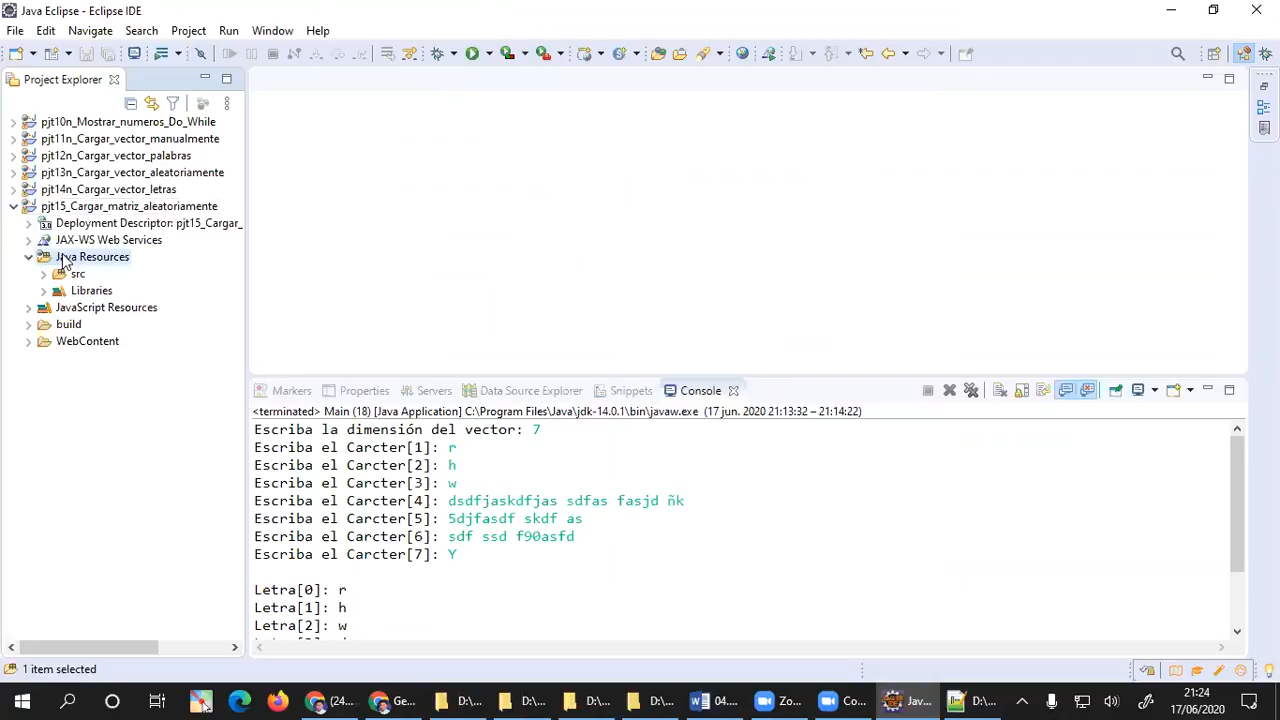 Java Eclipse - Eclipse IDE
File Edit Navigate Search Project Run Window Help
Project Explorer
pjt10n_Mostrar_numeros_Do_While
pjt11n_Cargar_vector_manualmente
pjt12n_Cargar_vector_palabras
pjt13n_Cargar_vector_aleatoriamente
pjt14n_Cargar_vector_letras
pjt15_Cargar_matriz_aleatoriamente
Deployment Descriptor: pjt15_Cargar_
JAX-WS Web Services
Java Resources
src
Libraries
JavaScript Resources
build
WebContent
Markers Properties Servers Data Source Explorer Snippets Console
<terminated> Main (18) [Java Application] C:\Program Files\Java\jdk-14.0.1\bin\javaw.exe (17 jun. 2020 21:13:32 – 21:14:22)
Escriba la dimensión del vector: 7
Escriba el Carcter[1]: r
Escriba el Carcter[2]: h
Escriba el Carcter[3]: w
Escriba el Carcter[4]: dsdfjaskdfjas sdfas fasjd ñk
Escriba el Carcter[5]: 5djfasdf skdf as
Escriba el Carcter[6]: sdf ssd f90asfd
Escriba el Carcter[7]: Y
Letra[0]: r
Letra[1]: h
Letra[2]: w
1 item selected
(24... Ge... D:\... D:\... D:\... D:\... 04.... Zo... Co... Jav... D:\...
21:24
17/06/2020